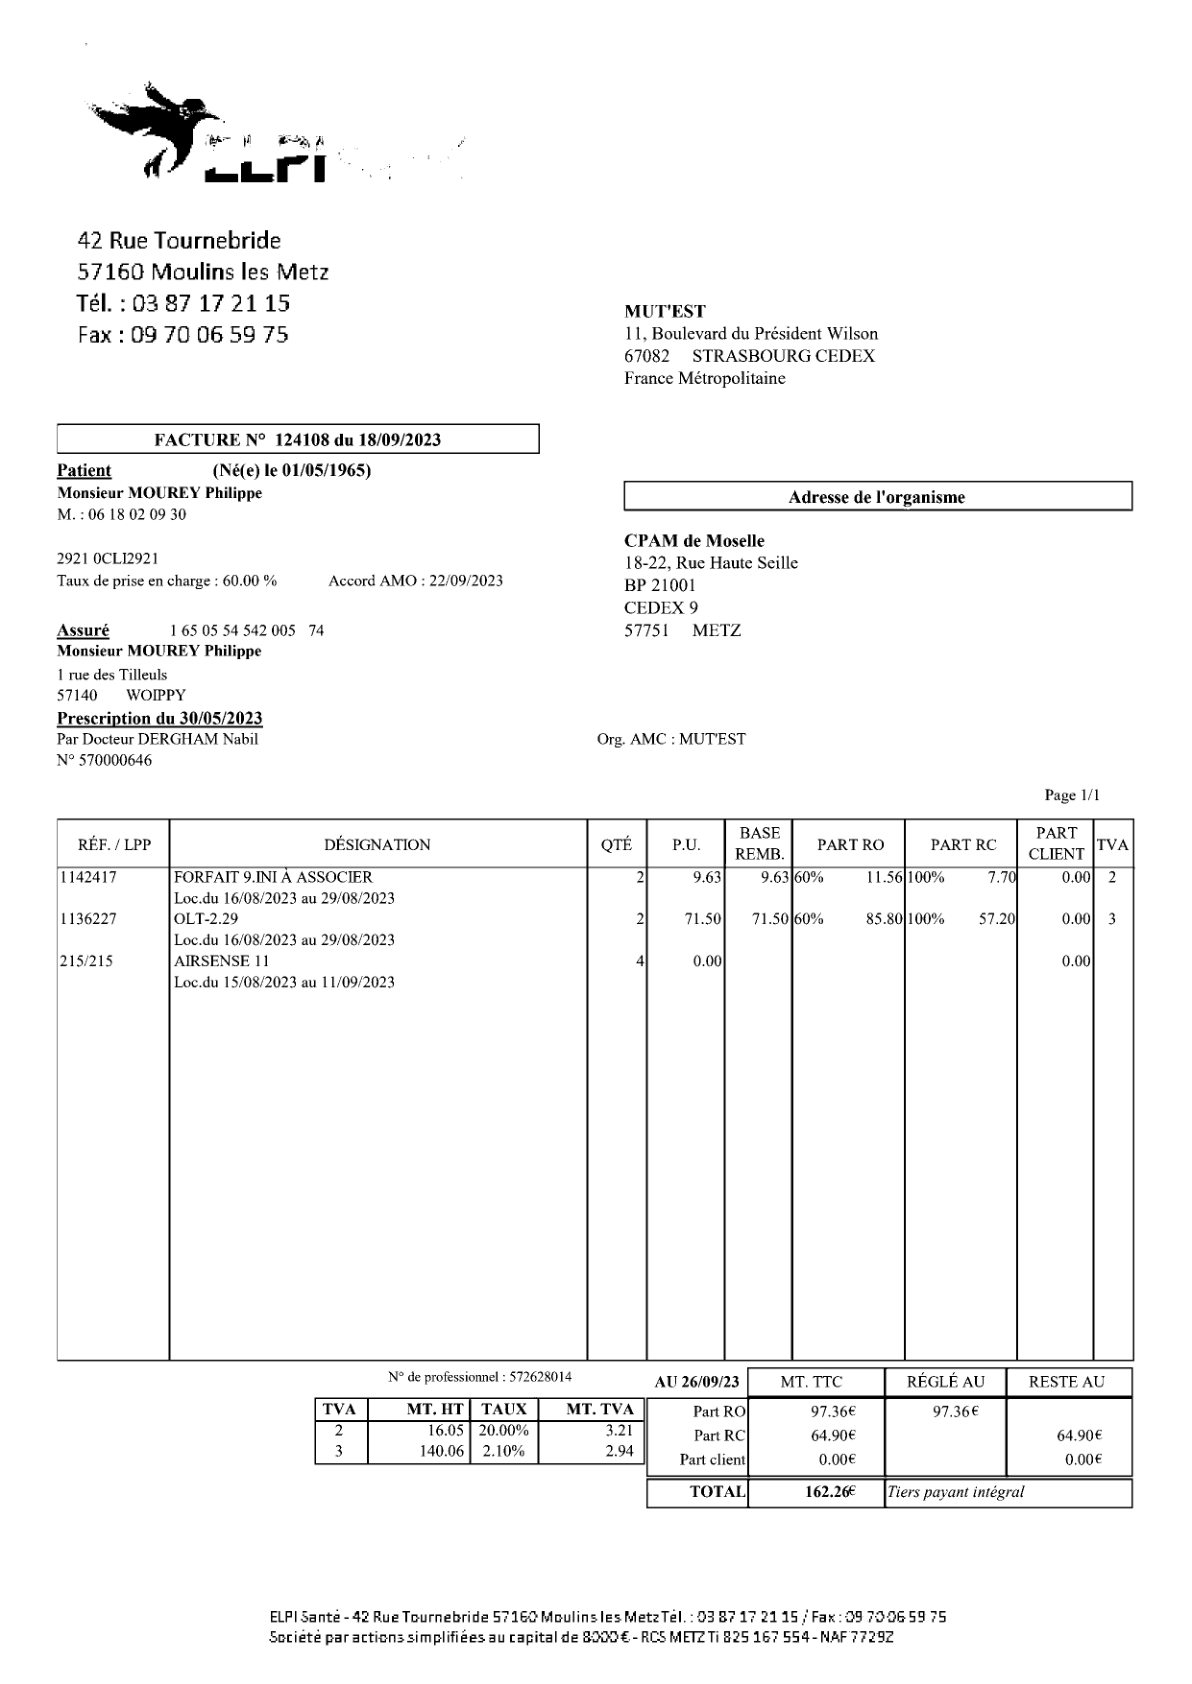 ELPI
42 Rue Tournebride
57160 Moulins les Metz
Tél. : 03 87 17 21 15
Fax : 09 70 06 59 75
MUT'EST
11, Boulevard du Président Wilson
67082 STRASBOURG CEDEX
France Métropolitaine
FACTURE N° 124108 du 18/09/2023
Patient (Né(e) le 01/05/1965)
Monsieur MOUREY Philippe
M. : 06 18 02 09 30
2921 0CLI2921
Taux de prise en charge : 60.00 % Accord AMO : 22/09/2023
Adresse de l'organisme
CPAM de Moselle
18-22, Rue Haute Seille
BP 21001
CEDEX 9
57751 METZ
Assuré 1 65 05 54 542 005 74
Monsieur MOUREY Philippe
1 rue des Tilleuls
57140 WOIPPY
Prescription du 30/05/2023
Par Docteur DERGHAM Nabil Org. AMC : MUT'EST
N° 570000646
Page 1/1
RÉF. / LPP DÉSIGNATION QTÉ P.U. BASE REMB. PART RO PART RC PART CLIENT TVA
1142417 FORFAIT 9.INI À ASSOCIER 2 9.63 9.63 60% 11.56 100% 7.70 0.00 2
Loc.du 16/08/2023 au 29/08/2023
1136227 OLT-2.29 2 71.50 71.50 60% 85.80 100% 57.20 0.00 3
Loc.du 16/08/2023 au 29/08/2023
215/215 AIRSENSE 11 4 0.00 0.00
Loc.du 15/08/2023 au 11/09/2023
N° de professionnel : 572628014
TVA MT. HT TAUX MT. TVA
2 16.05 20.00% 3.21
3 140.06 2.10% 2.94
AU 26/09/23 MT. TTC RÉGLÉ AU RESTE AU
Part RO 97.36€ 97.36€
Part RC 64.90€ 64.90€
Part client 0.00€ 0.00€
TOTAL 162.26€ Tiers payant intégral
ELPI Santé - 42 Rue Tournebride 57160 Moulins les Metz Tél. : 03 87 17 21 15 / Fax : 09 70 06 59 75
Société par actions simplifiées au capital de 8000 € - RCS METZ Ti 825 167 554 - NAF 7729Z